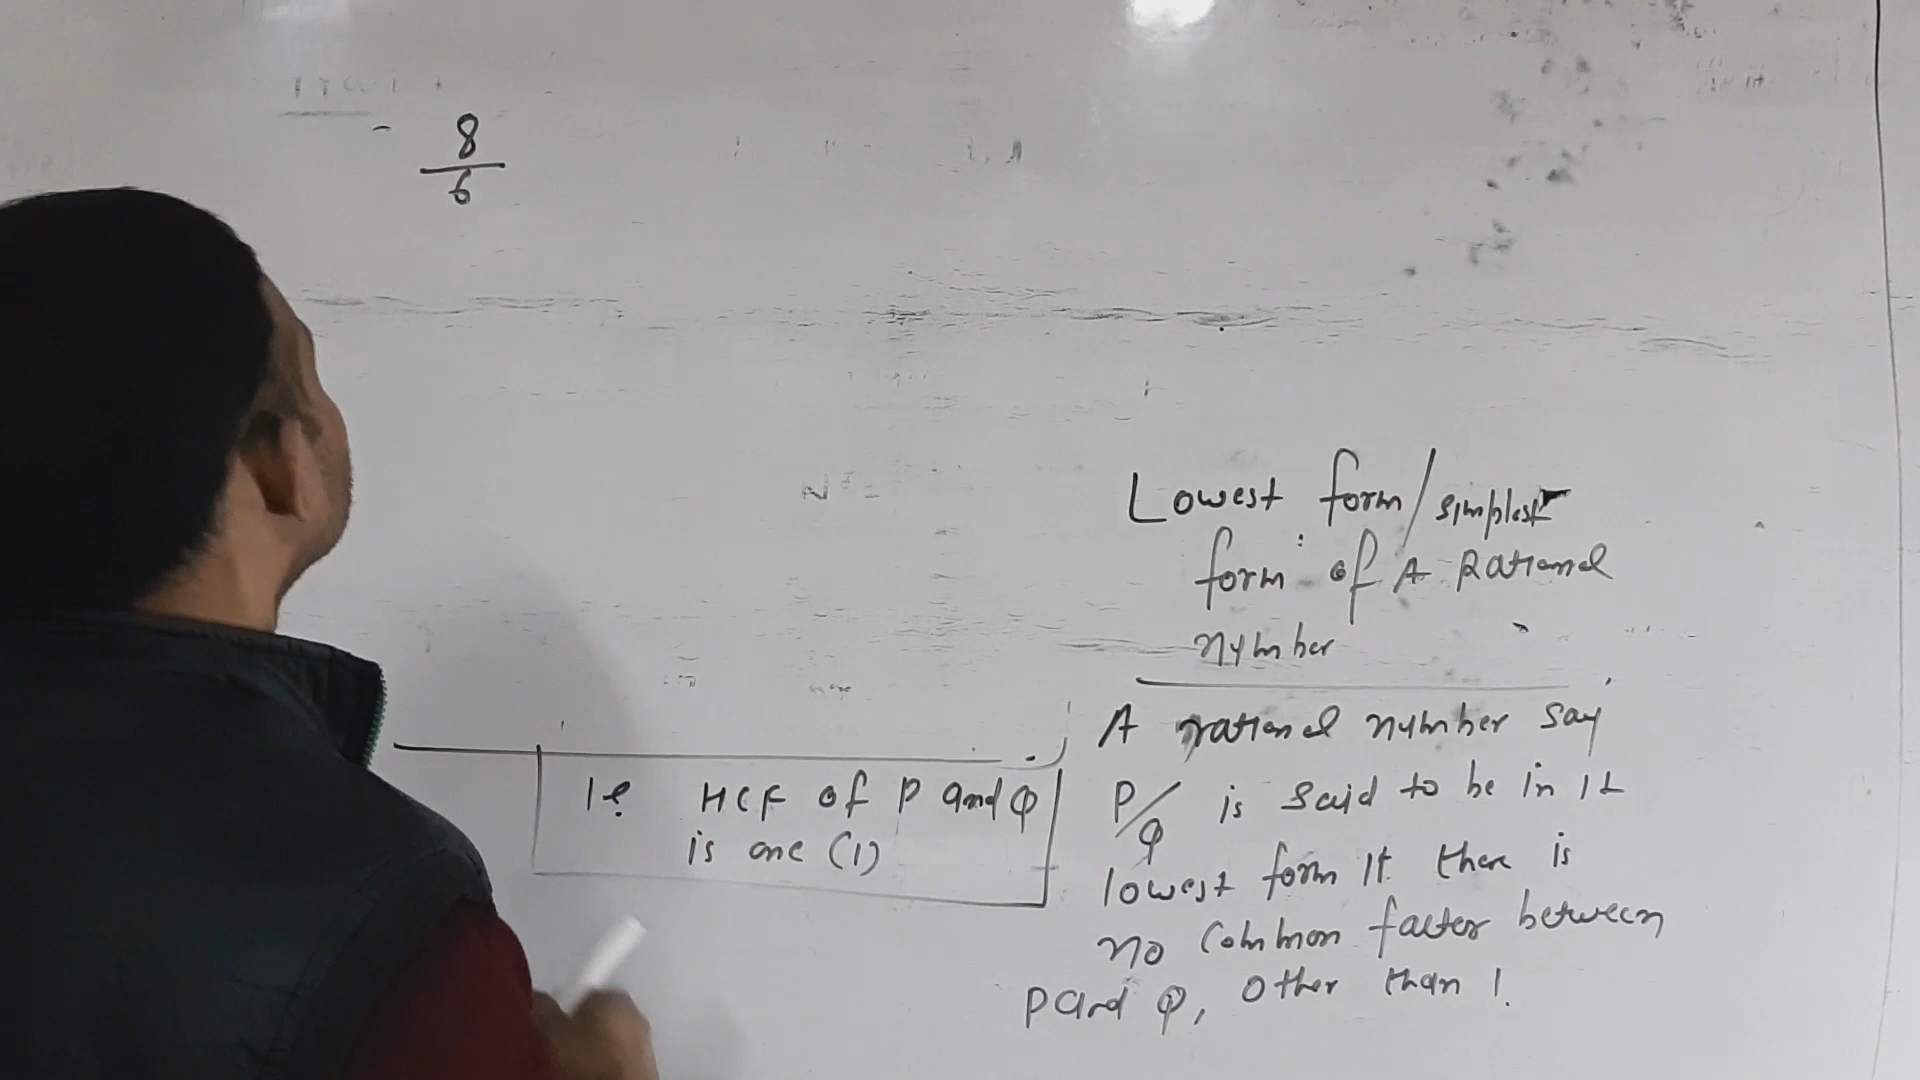 - 8
6
Lowest form/simplest
form of A Rational
number
A rational number say
P/Q is said to be in it
lowest form if there is
no common factor between
P and Q, other than 1.
ie HCF of P and Q
is one (1)